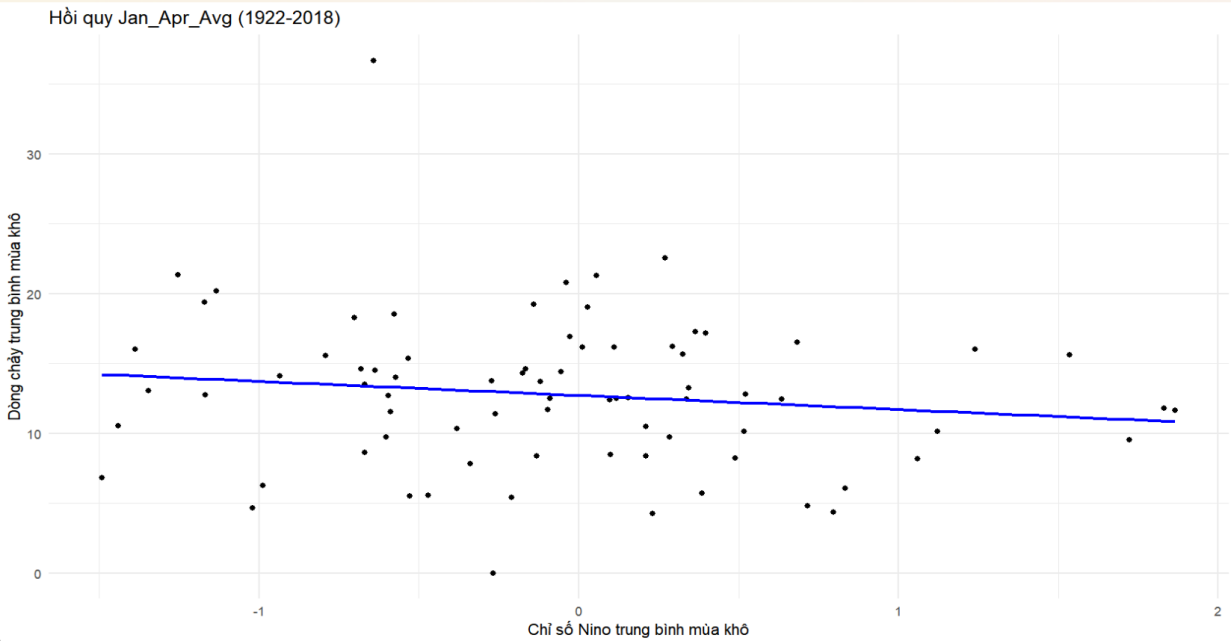 Hồi quy Jan_Apr_Avg (1922-2018)
Dòng chảy trung bình mùa khô
30
20
10
0
-1
0
1
2
Chỉ số Nino trung bình mùa khô